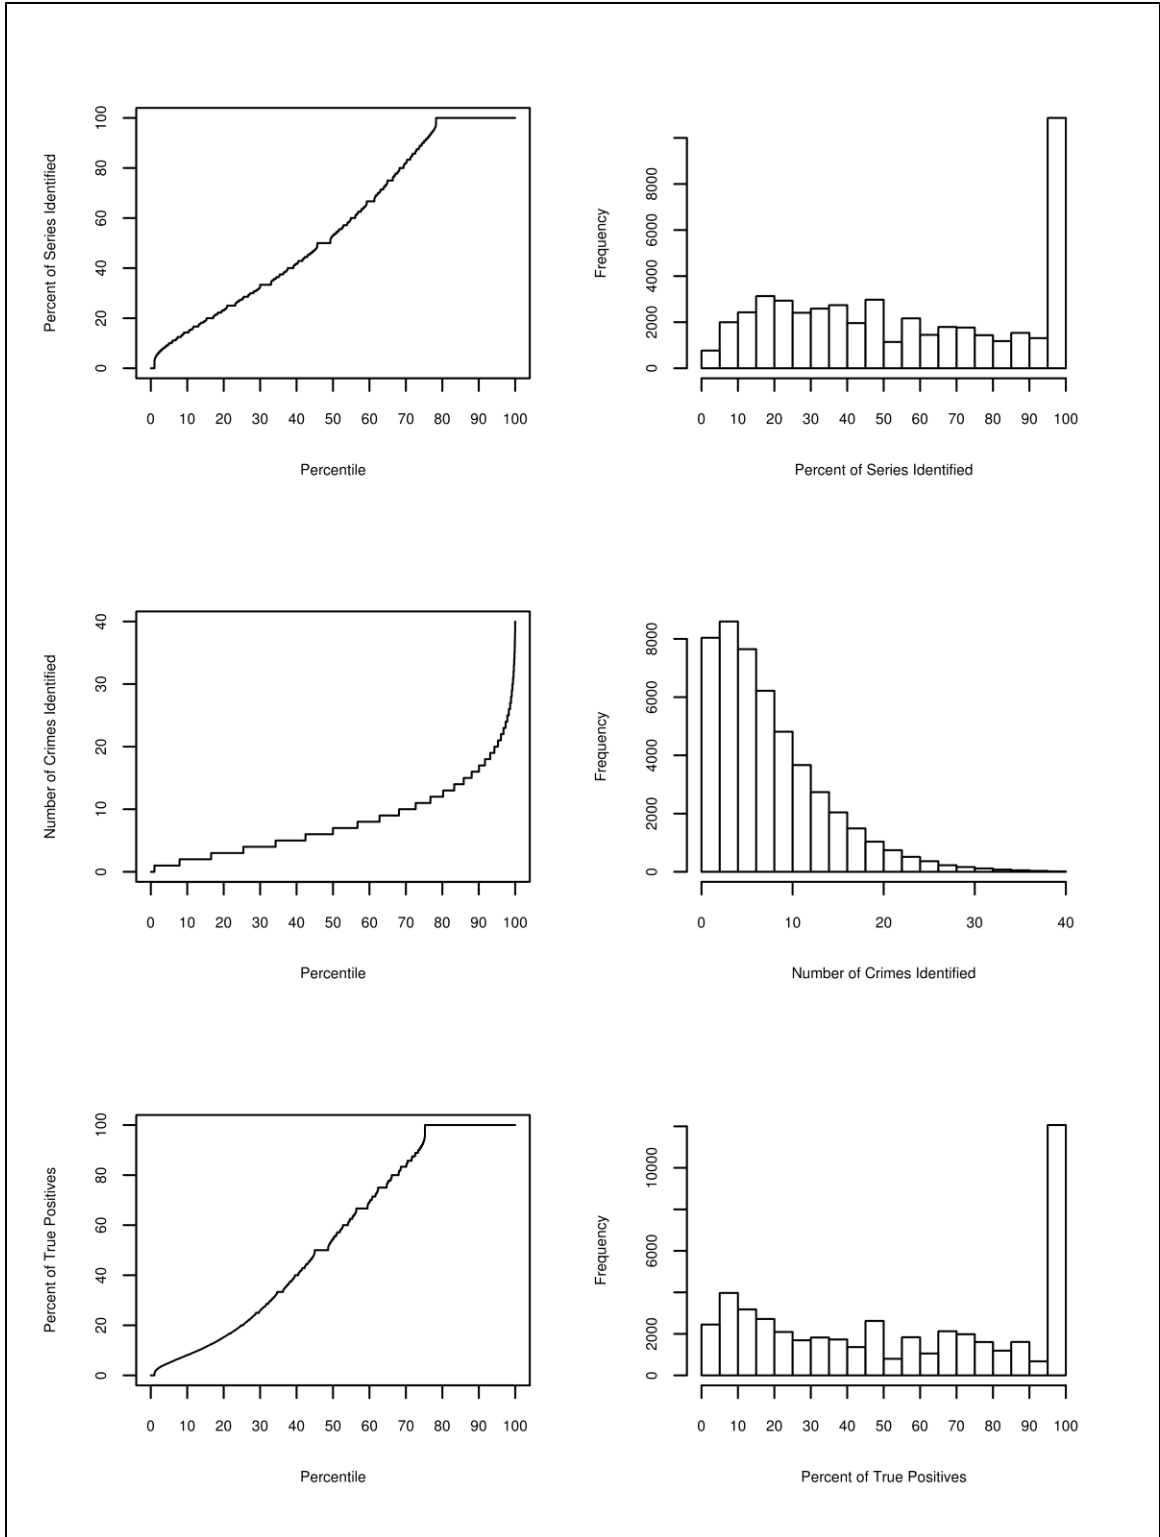 Percent of Series Identified
100
80
60
40
20
0
0 10 20 30 40 50 60 70 80 90 100
Percentile
Frequency
8000
6000
4000
2000
0
0 10 20 30 40 50 60 70 80 90 100
Percent of Series Identified
Number of Crimes Identified
40
30
20
10
0
0 10 20 30 40 50 60 70 80 90 100
Percentile
Frequency
8000
6000
4000
2000
0
0 10 20 30 40
Number of Crimes Identified
Percent of True Positives
100
80
60
40
20
0
0 10 20 30 40 50 60 70 80 90 100
Percentile
Frequency
10000
6000
2000
0
0 10 20 30 40 50 60 70 80 90 100
Percent of True Positives